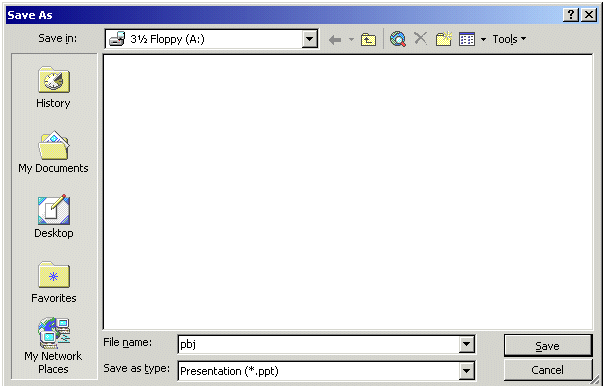 Save As
Save in:
3½ Floppy (A:)
Tools
History
My Documents
Desktop
Favorites
My Network
Places
File name:
pbj
Save
Save as type:
Presentation (*.ppt)
Cancel